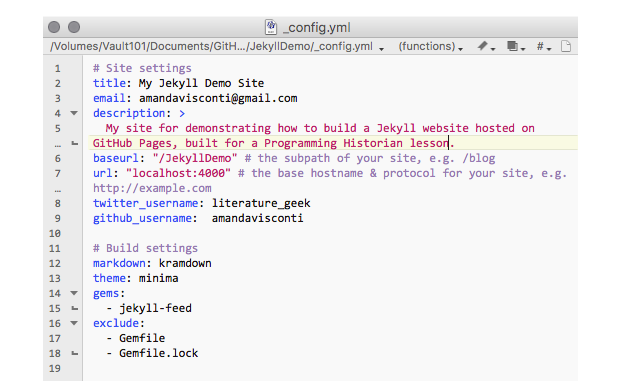 _config.yml
/Volumes/Vault101/Documents/GitH.../JekyllDemo/_config.yml (functions) #
1 # Site settings
2 title: My Jekyll Demo Site
3 email: amandavisconti@gmail.com
4 description: >
5 My site for demonstrating how to build a Jekyll website hosted on
... GitHub Pages, built for a Programming Historian lesson.
6 baseurl: "/JekyllDemo" # the subpath of your site, e.g. /blog
7 url: "localhost:4000" # the base hostname & protocol for your site, e.g.
... http://example.com
8 twitter_username: literature_geek
9 github_username:  amandavisconti
10
11 # Build settings
12 markdown: kramdown
13 theme: minima
14 gems:
15 - jekyll-feed
16 exclude:
17 - Gemfile
18 - Gemfile.lock
19